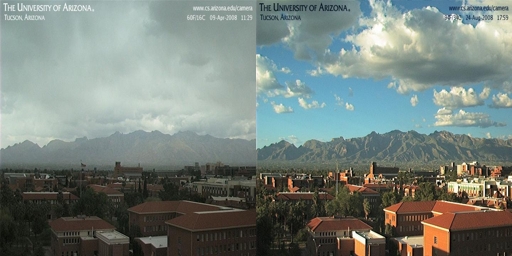 THE UNIVERSITY OF ARIZONA.
TUCSON, ARIZONA
www.cs.arizona.edu/camera
60F/16C 09-Apr-2008 11:29
THE UNIVERSITY OF ARIZONA.
TUCSON, ARIZONA
www.cs.arizona.edu/camera
24-Aug-2008 17:59